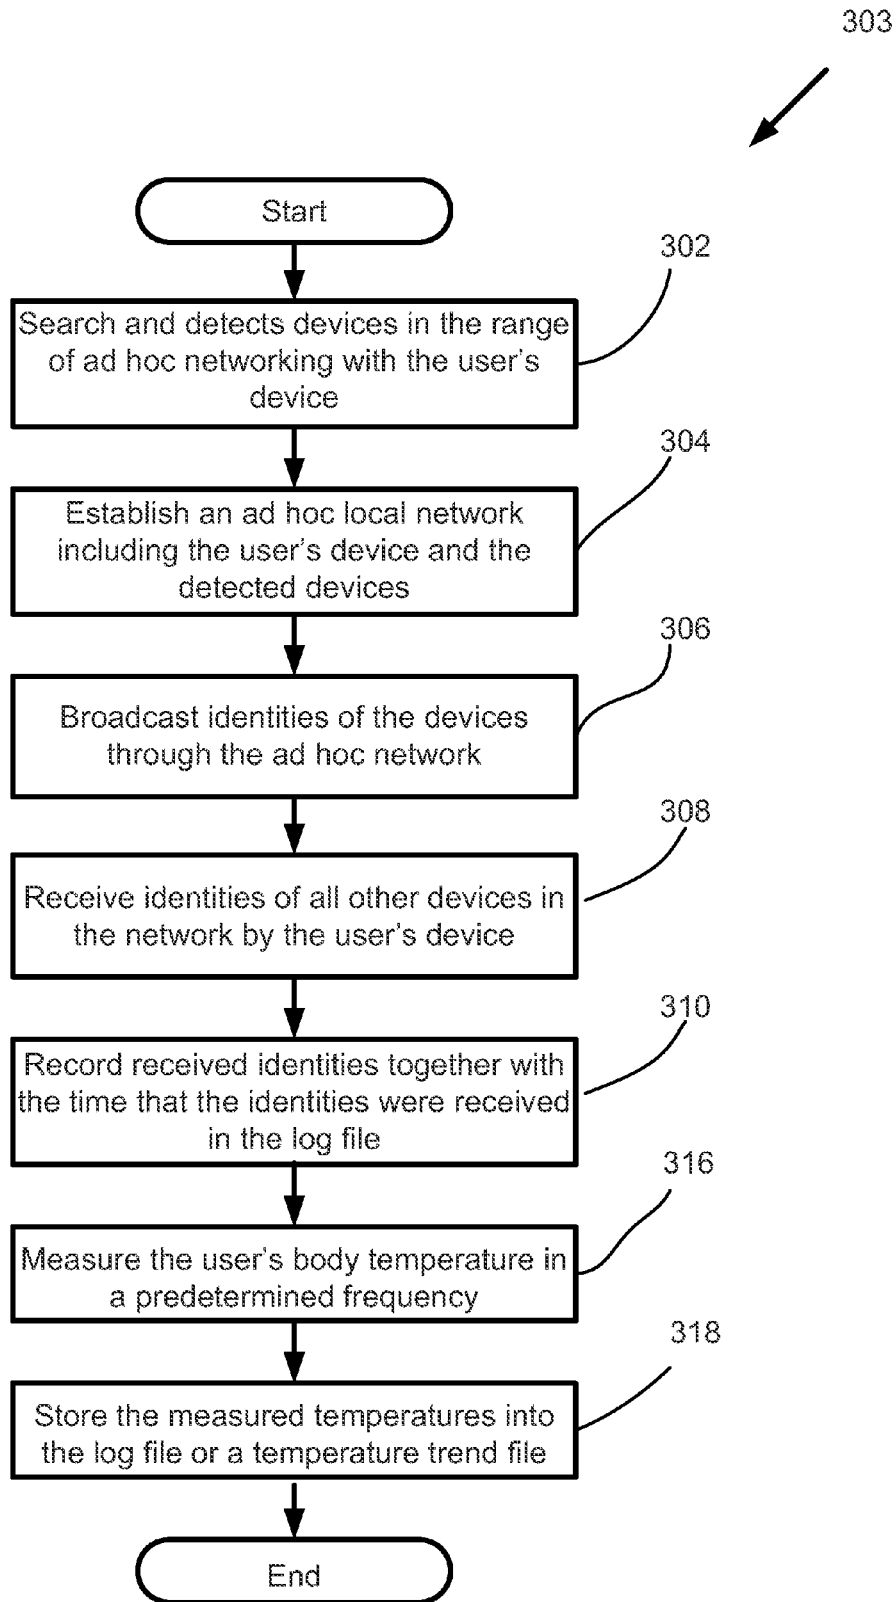 303
Start
302
Search and detects devices in the range
of ad hoc networking with the user's
device
304
Establish an ad hoc local network
including the user's device and the
detected devices
306
Broadcast identities of the devices
through the ad hoc network
308
Receive identities of all other devices in
the network by the user's device
310
Record received identities together with
the time that the identities were received
in the log file
316
Measure the user's body temperature in
a predetermined frequency
318
Store the measured temperatures into
the log file or a temperature trend file
End